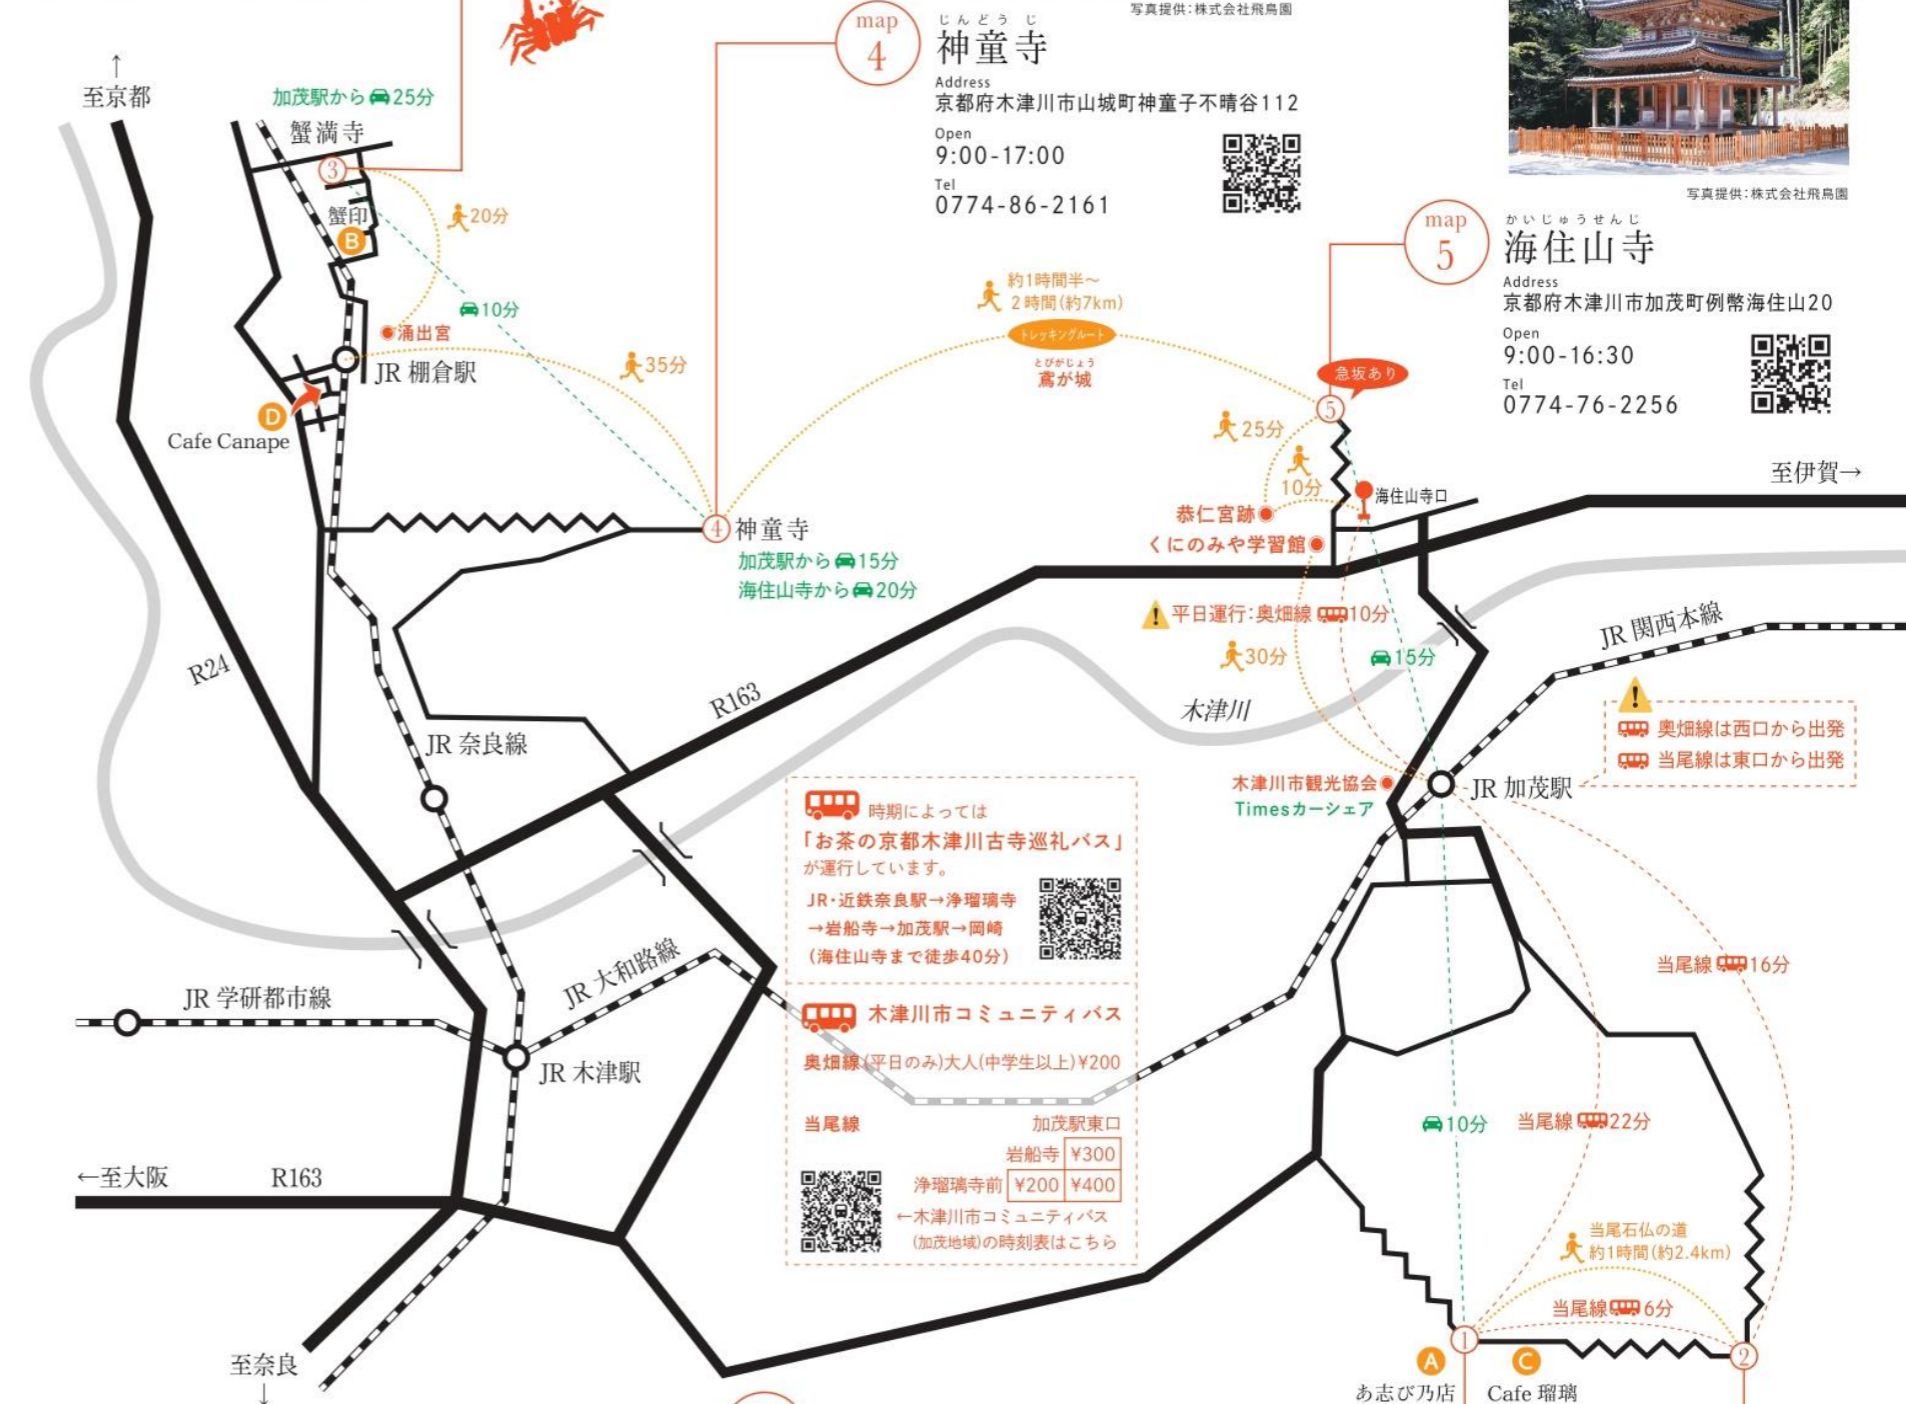 写真提供：株式会社飛鳥園
map
4
じんどうじ
神童寺
Address
京都府木津川市山城町神童子不晴谷112
Open
9:00-17:00
Tel
0774-86-2161
写真提供：株式会社飛鳥園
map
5
かいじゅうせんじ
海住山寺
Address
京都府木津川市加茂町例幣海住山20
Open
9:00-16:30
Tel
0774-76-2256
↑
至京都
加茂駅から25分
蟹満寺
3
蟹印
B
20分
10分
涌出宮
JR 棚倉駅
35分
D
Cafe Canape
約1時間半〜
2時間(約7km)
トレッキングルート
とびがじょう
鳶が城
急坂あり
5
25分
10分
海住山寺口
恭仁宮跡
くにのみや学習館
至伊賀→
4
神童寺
加茂駅から15分
海住山寺から20分
平日運行：奥畑線10分
30分
15分
JR 関西本線
R24
R163
木津川
JR 奈良線
奥畑線は西口から出発
当尾線は東口から出発
木津川市観光協会
Timesカーシェア
JR 加茂駅
時期によっては
「お茶の京都木津川古寺巡礼バス」
が運行しています。
JR・近鉄奈良駅→浄瑠璃寺
→岩船寺→加茂駅→岡崎
(海住山寺まで徒歩40分)
木津川市コミュニティバス
奥畑線(平日のみ)大人(中学生以上)¥200
当尾線
加茂駅東口
岩船寺 ¥300
浄瑠璃寺前 ¥200 ¥400
←木津川市コミュニティバス
(加茂地域)の時刻表はこちら
JR 学研都市線
JR 大和路線
JR 木津駅
←至大阪
R163
至奈良
↓
当尾線16分
10分
当尾線22分
当尾石仏の道
約1時間(約2.4km)
当尾線6分
1
2
A
あ志び乃店
C
Cafe 瑠璃